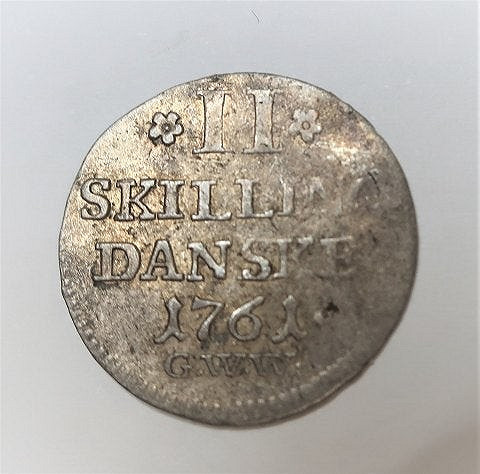 II
SKILLING
DANSKE
1761.
G.W.W.